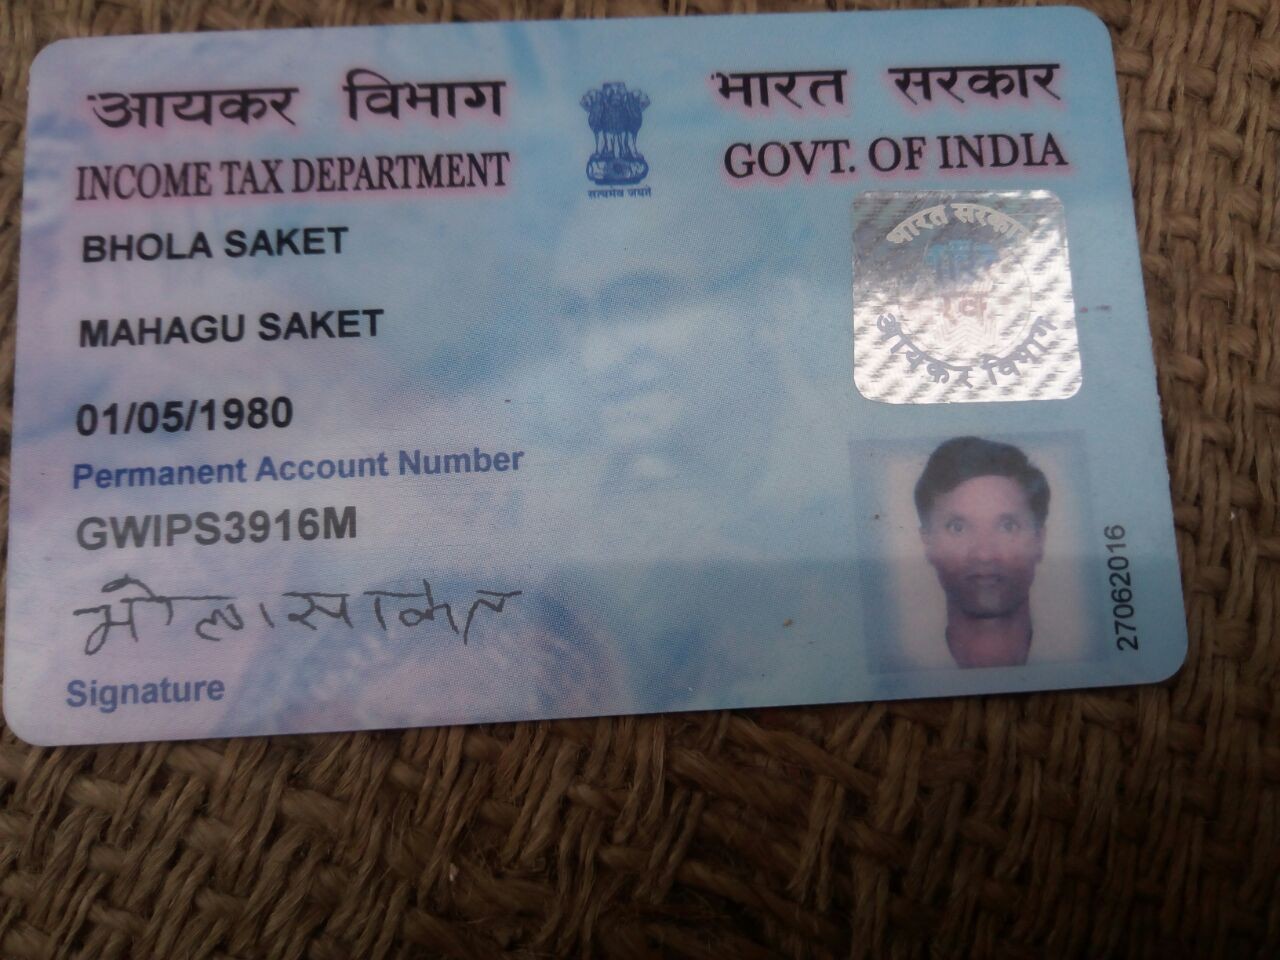 आयकर विभाग
INCOME TAX DEPARTMENT
सत्यमेव जयते
भारत सरकार
GOVT. OF INDIA
BHOLA SAKET
MAHAGU SAKET
01/05/1980
Permanent Account Number
GWIPS3916M
भोला साकेत
Signature
भारत सरकार
आयकर विभाग
27062016